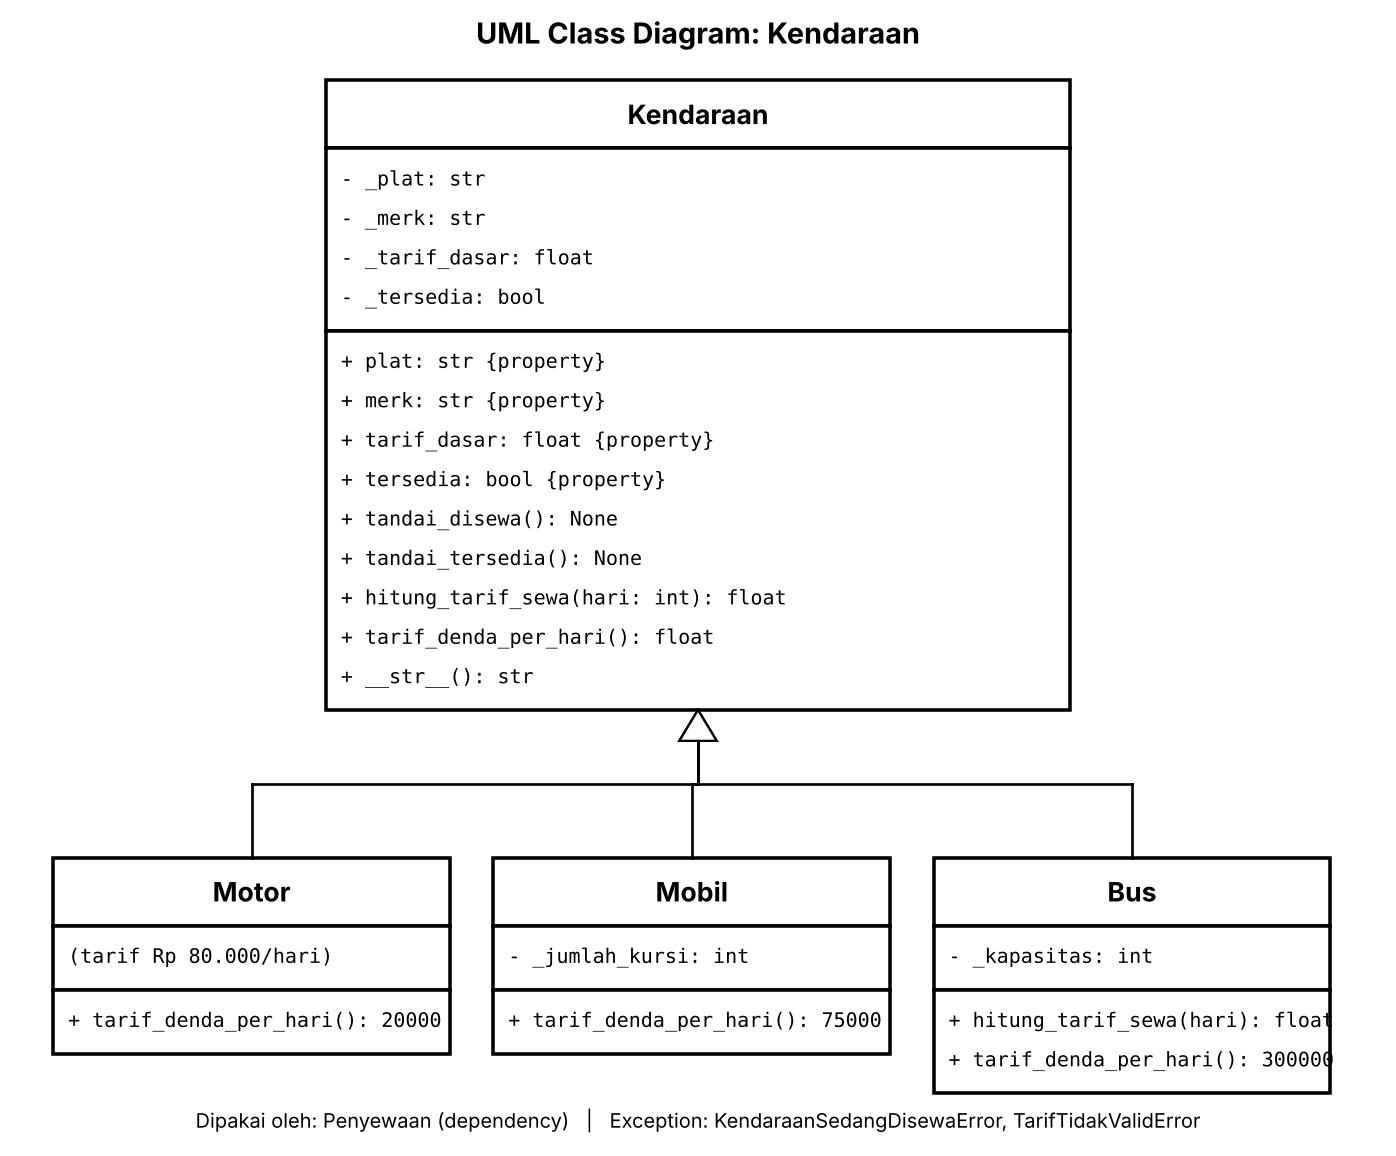 UML Class Diagram: Kendaraan
Kendaraan
- _plat: str
- _merk: str
- _tarif_dasar: float
- _tersedia: bool
+ plat: str {property}
+ merk: str {property}
+ tarif_dasar: float {property}
+ tersedia: bool {property}
+ tandai_disewa(): None
+ tandai_tersedia(): None
+ hitung_tarif_sewa(hari: int): float
+ tarif_denda_per_hari(): float
+ __str__(): str
Motor
(tarif Rp 80.000/hari)
+ tarif_denda_per_hari(): 20000
Mobil
- _jumlah_kursi: int
+ tarif_denda_per_hari(): 75000
Bus
- _kapasitas: int
+ hitung_tarif_sewa(hari): float
+ tarif_denda_per_hari(): 300000
Dipakai oleh: Penyewaan (dependency) | Exception: KendaraanSedangDisewaError, TarifTidakValidError